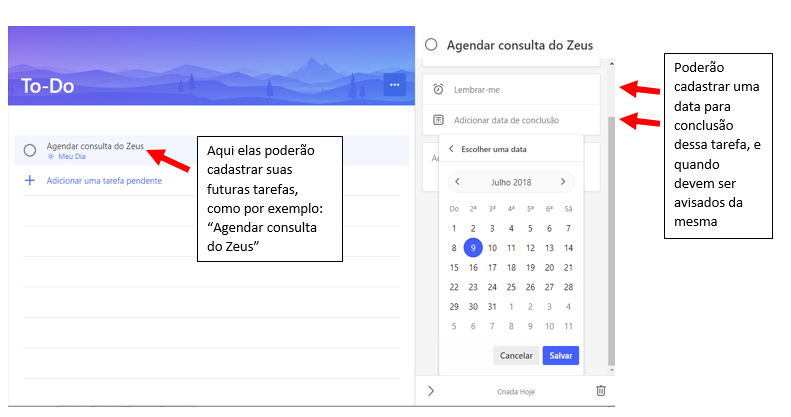 To-Do
Agendar consulta do Zeus
Meu Dia
Adicionar uma tarefa pendente
Aqui elas poderão
cadastrar suas
futuras tarefas,
como por exemplo:
“Agendar consulta
do Zeus”
Agendar consulta do Zeus
Lembrar-me
Adicionar data de conclusão
Escolher uma data
Julho 2018
Do 2ª 3ª 4ª 5ª 6ª Sá
1 2 3 4 5 6 7
8 9 10 11 12 13 14
15 16 17 18 19 20 21
22 23 24 25 26 27 28
29 30 31 1 2 3 4
5 6 7 8 9 10 11
Cancelar Salvar
Criada Hoje
Poderão
cadastrar uma
data para
conclusão
dessa tarefa, e
quando
devem ser
avisados da
mesma